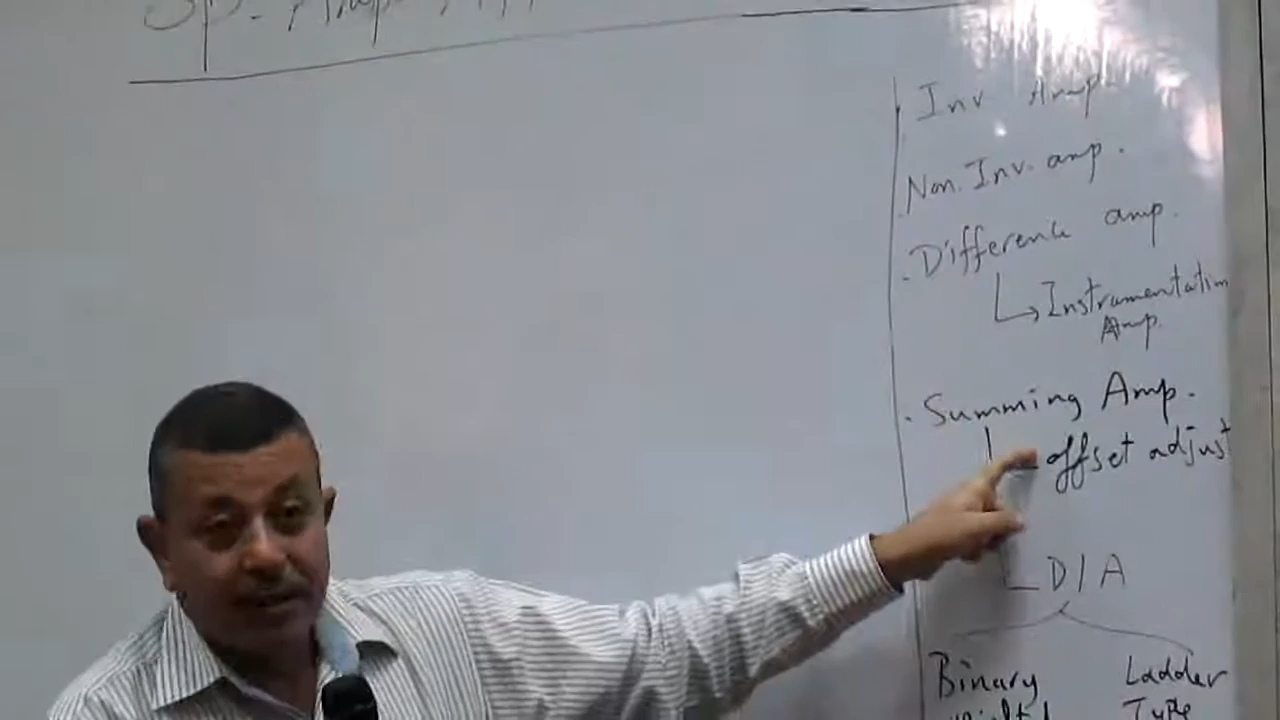 Op. Amp. App
Inv Amp
Non. Inv. amp.
. Difference amp.
Instrumentation
Amp.
. Summing Amp.
offset adjust
D/A
Binary Ladder
Type